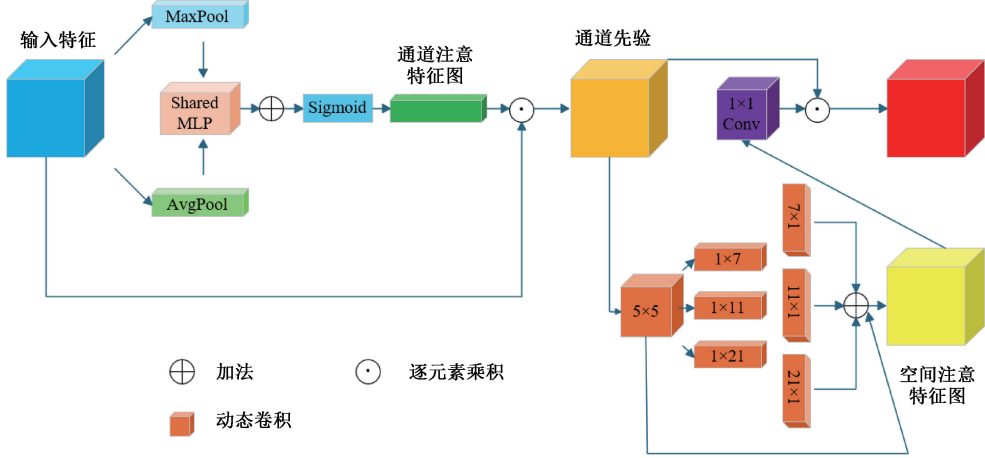 MaxPool
输入特征
Shared
MLP
Sigmoid
通道注意
特征图
AvgPool
通道先验
1×1
Conv
5×5
1×7
1×11
1×21
7×1
11×1
21×1
空间注意
特征图
加法
逐元素乘积
动态卷积